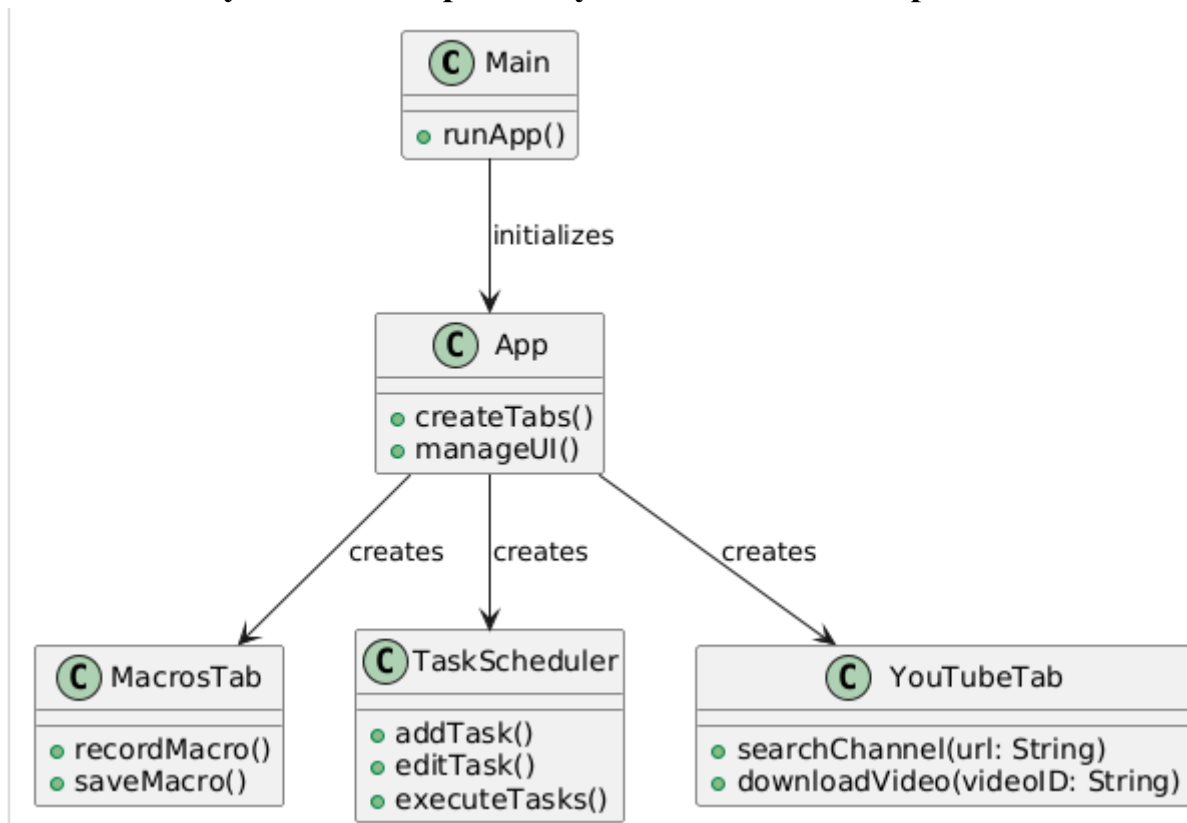 C Main
runApp()
initializes
C App
createTabs()
manageUI()
creates
creates
creates
C MacrosTab
recordMacro()
saveMacro()
C TaskScheduler
addTask()
editTask()
executeTasks()
C YouTubeTab
searchChannel(url: String)
downloadVideo(videoID: String)